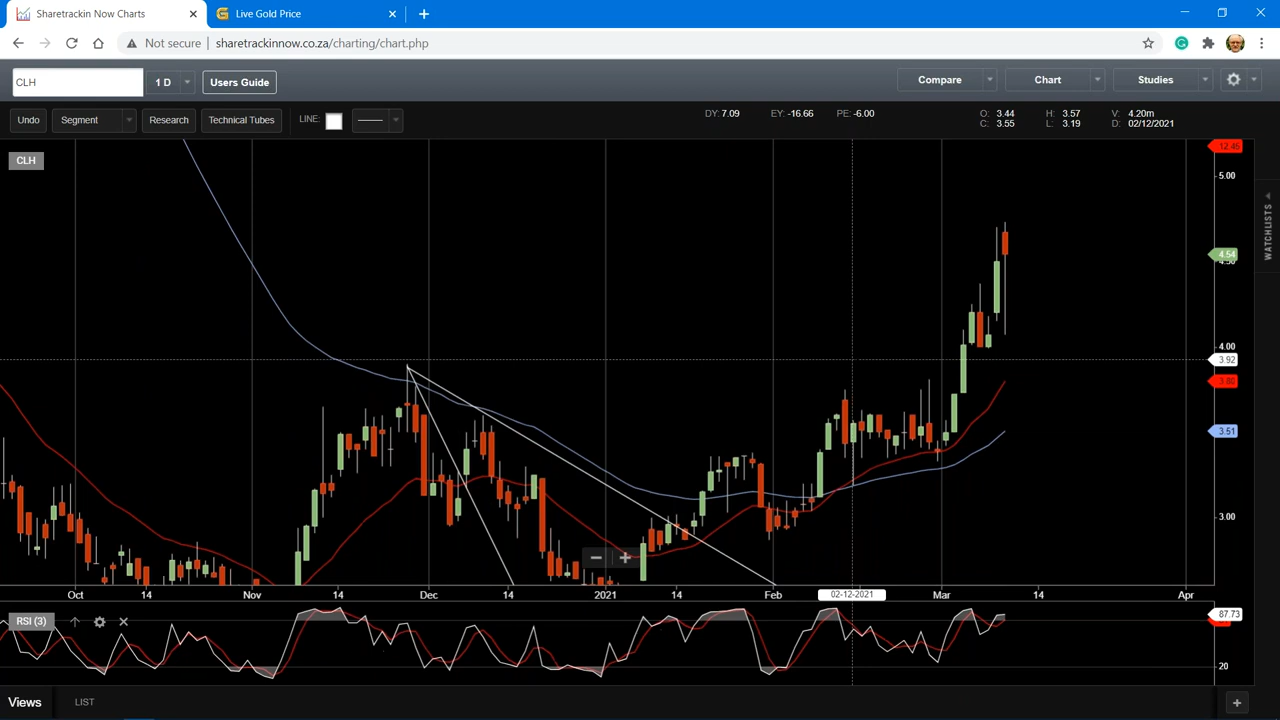 Sharetrackin Now Charts
Live Gold Price
Not secure | sharetrackinnow.co.za/charting/chart.php
CLH
1 D
Users Guide
Compare
Chart
Studies
Undo
Segment
Research
Technical Tubes
LINE:
DY: 7.09
EY: -16.66
PE: -6.00
O: 3.44
H: 3.57
V: 4.20m
C: 3.55
L: 3.19
D: 02/12/2021
CLH
12.45
5.00
WATCHLISTS
4.54
4.00
3.92
3.80
3.51
3.00
Oct
14
Nov
14
Dec
14
2021
14
Feb
02-12-2021
Mar
14
Apr
RSI (3)
87.73
20
Views
LIST